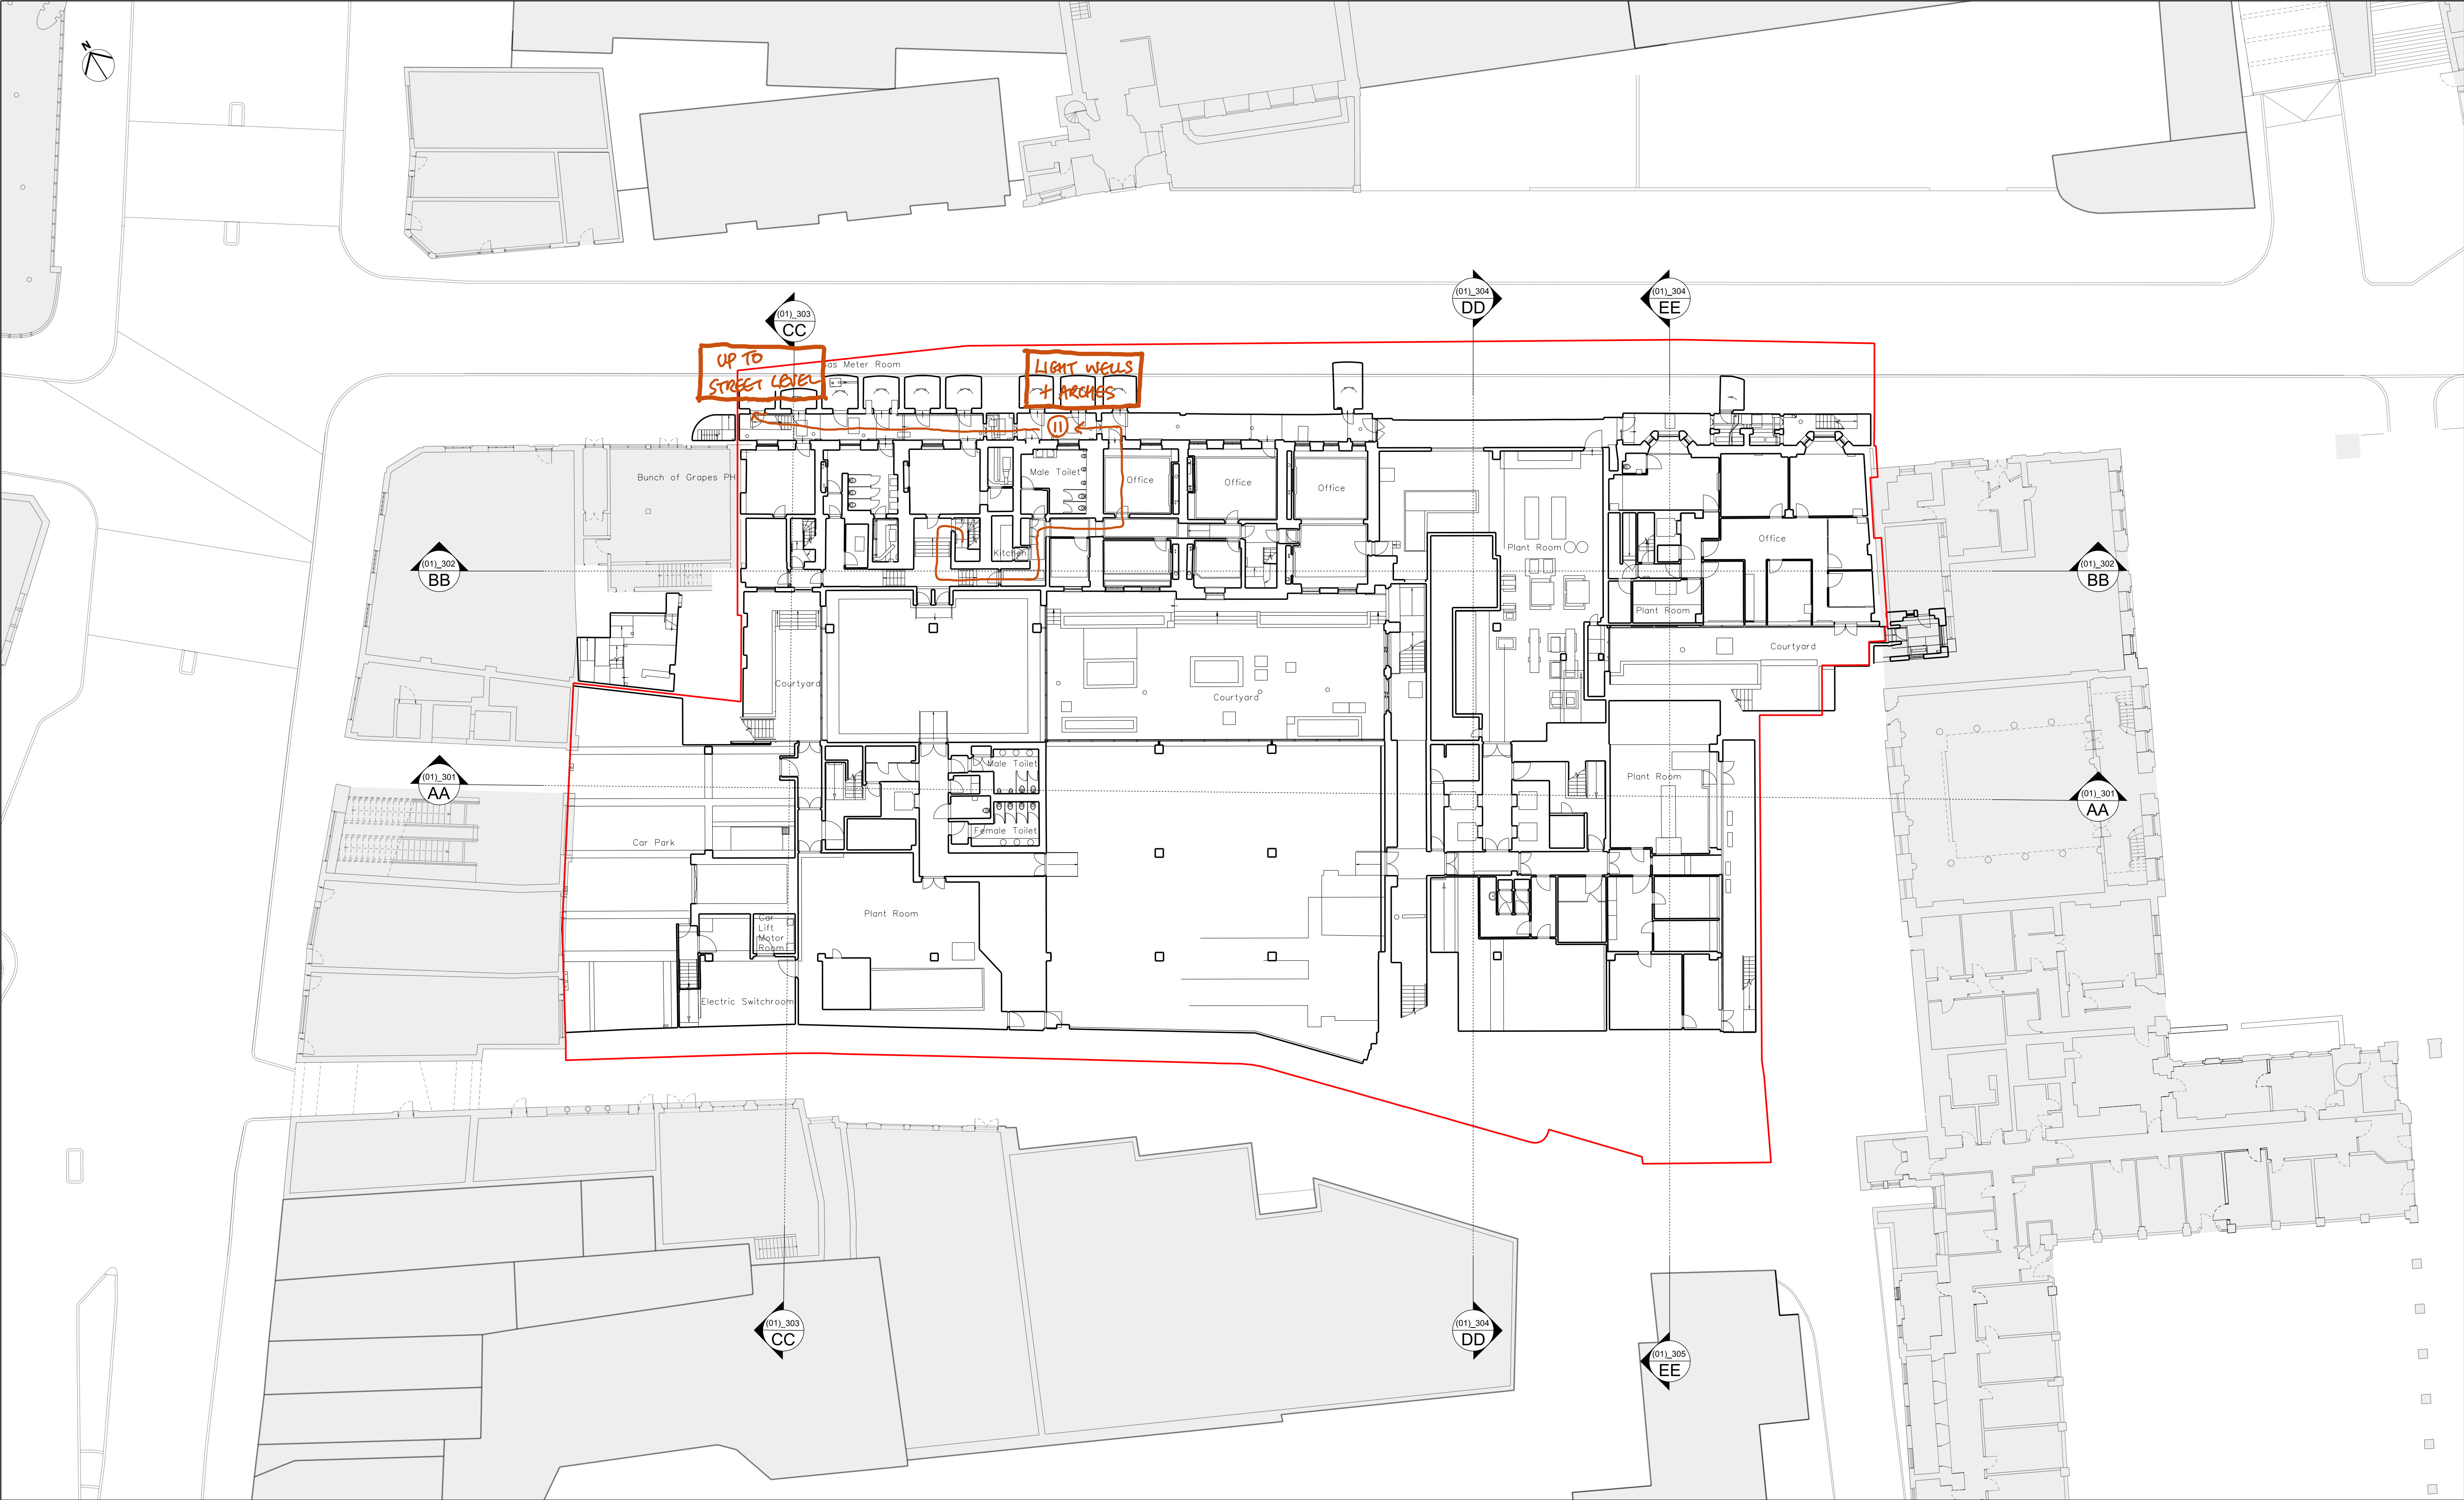 N
(01)_304
DD
(01)_304
EE
(01)_303
CC
UP TO
STREET LEVEL
Gas Meter Room
LIGHT WELLS
+ ARCHES
11
Bunch of Grapes PH
Male Toilet
Office
Office
Office
Kitchen
Plant Room
Office
(01)_302
BB
(01)_302
BB
Plant Room
Courtyard
Courtyard
Courtyard
Male Toilet
Plant Room
(01)_301
AA
(01)_301
AA
Female Toilet
Car Park
Plant Room
Car
Lift
Motor
Room
Electric Switchroom
(01)_303
CC
(01)_304
DD
(01)_305
EE